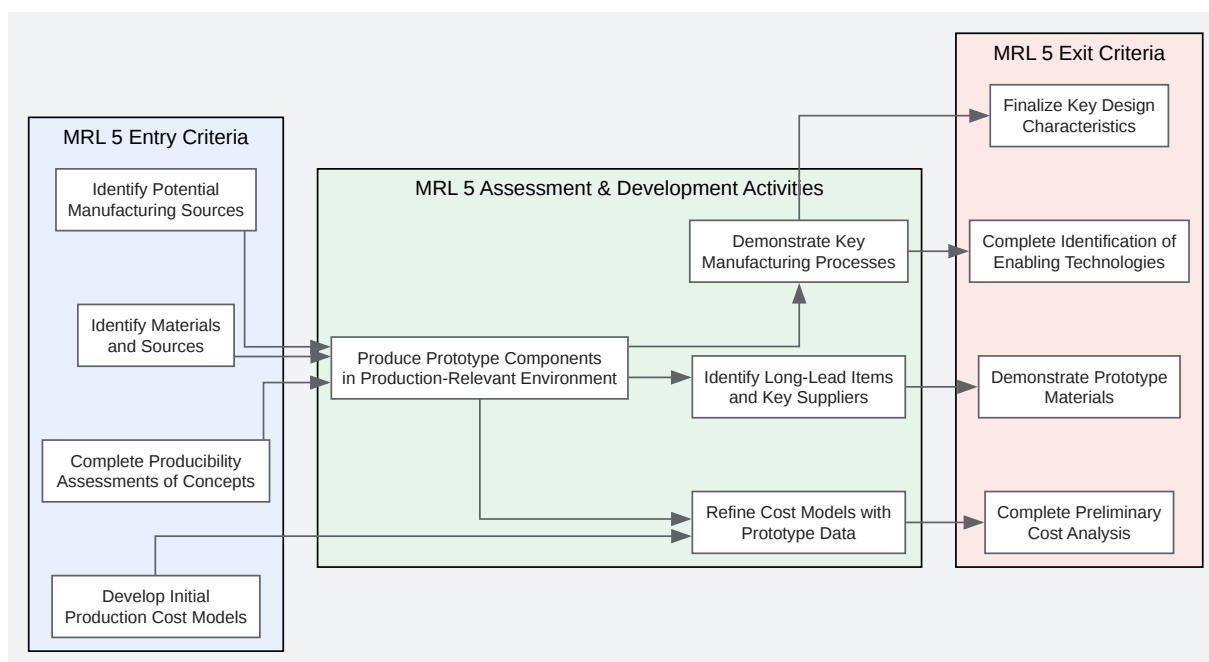 MRL 5 Entry Criteria
Identify Potential
Manufacturing Sources
Identify Materials
and Sources
Complete Producibility
Assessments of Concepts
Develop Initial
Production Cost Models
MRL 5 Assessment & Development Activities
Produce Prototype Components
in Production-Relevant Environment
Demonstrate Key
Manufacturing Processes
Identify Long-Lead Items
and Key Suppliers
Refine Cost Models with
Prototype Data
MRL 5 Exit Criteria
Finalize Key Design
Characteristics
Complete Identification of
Enabling Technologies
Demonstrate Prototype
Materials
Complete Preliminary
Cost Analysis